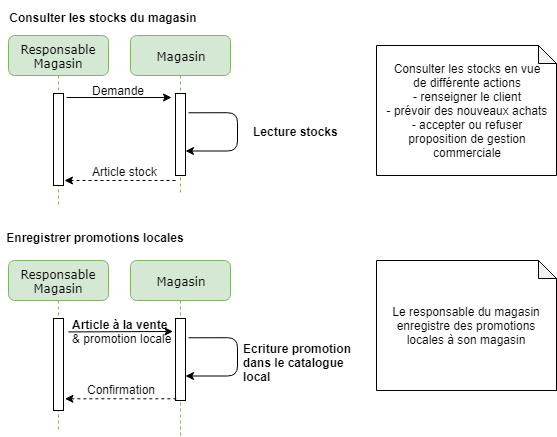 Consulter les stocks du magasin
Responsable
Magasin
Magasin
Demande
Lecture stocks
Article stock
Consulter les stocks en vue
de différente actions
- renseigner le client
- prévoir des nouveaux achats
- accepter ou refuser
proposition de gestion
commerciale
Enregistrer promotions locales
Responsable
Magasin
Magasin
Article à la vente
& promotion locale
Ecriture promotion
dans le catalogue
local
Confirmation
Le responsable du magasin
enregistre des promotions
locales à son magasin